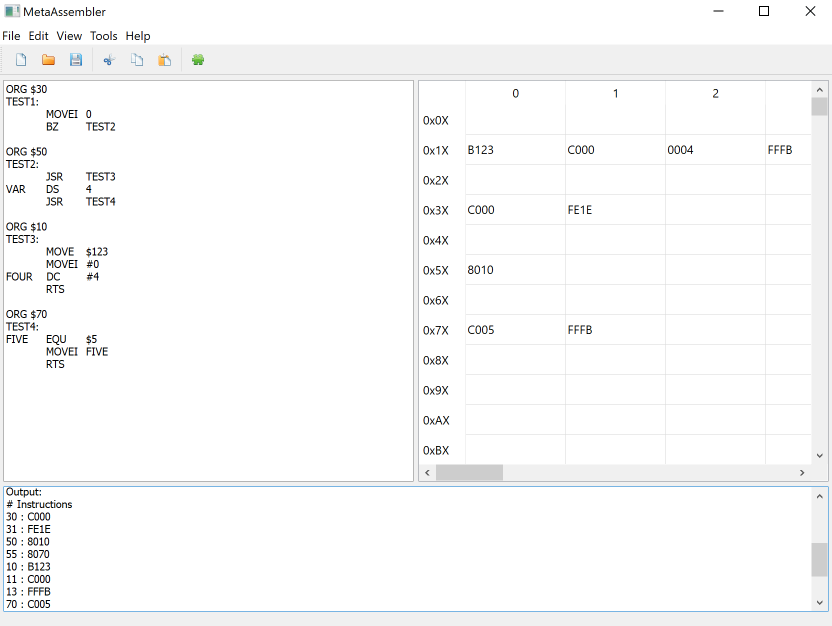 MetaAssembler
File Edit View Tools Help
ORG $30
TEST1:
MOVEI 0
BZ TEST2
ORG $50
TEST2:
JSR TEST3
VAR DS 4
JSR TEST4
ORG $10
TEST3:
MOVE $123
MOVEI #0
FOUR DC #4
RTS
ORG $70
TEST4:
FIVE EQU $5
MOVEI FIVE
RTS
0 1 2
0x0X
0x1X B123 C000 0004 FFFB
0x2X
0x3X C000 FE1E
0x4X
0x5X 8010
0x6X
0x7X C005 FFFB
0x8X
0x9X
0xAX
0xBX
Output:
# Instructions
30 : C000
31 : FE1E
50 : 8010
55 : 8070
10 : B123
11 : C000
13 : FFFB
70 : C005